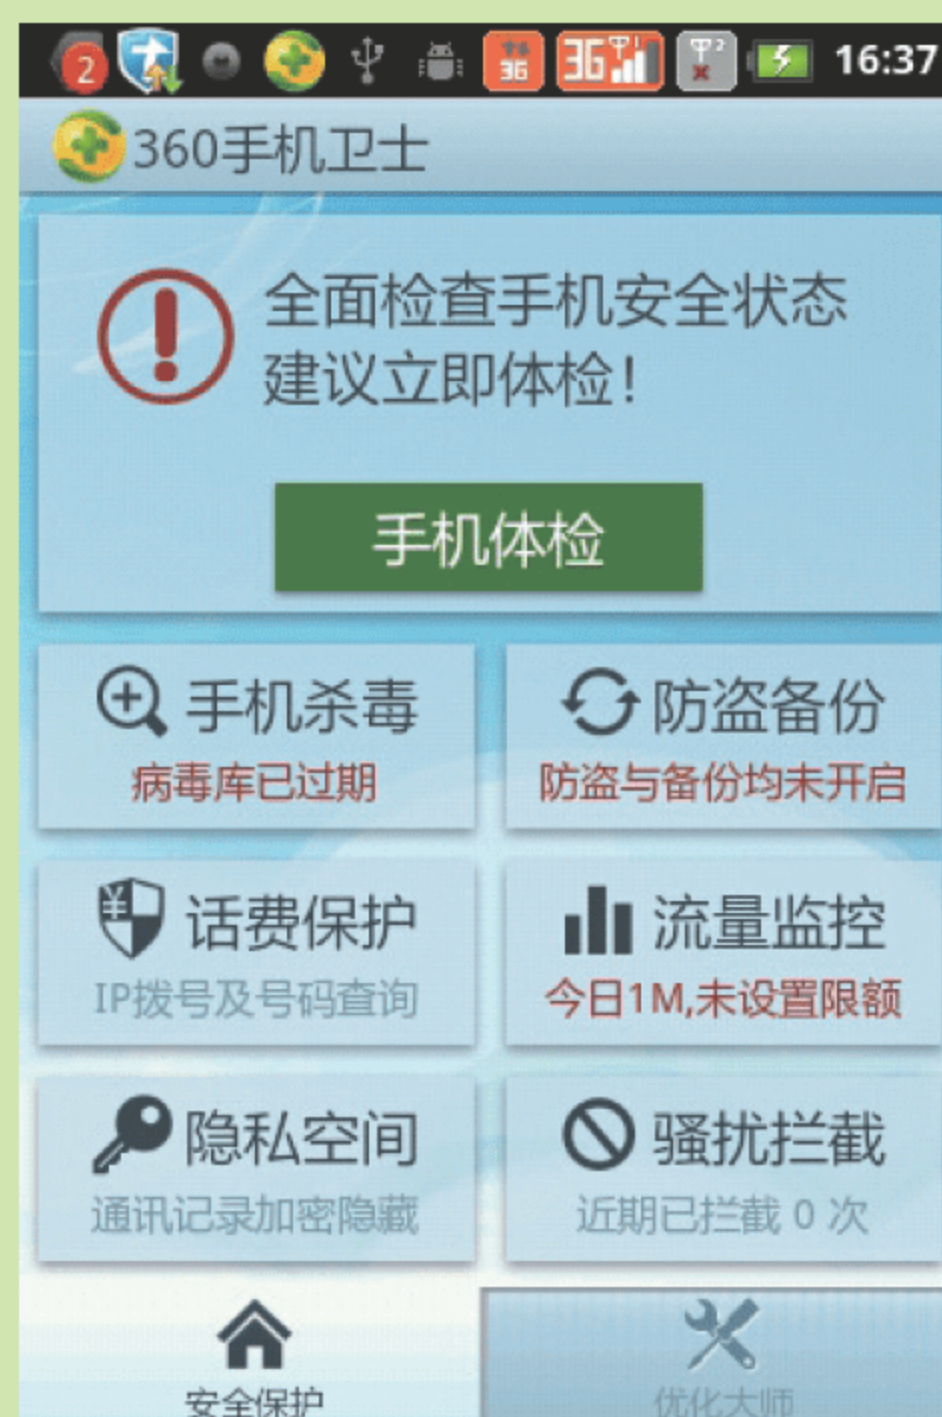 2
3G
3G
1
2
16:37
360手机卫士
全面检查手机安全状态
建议立即体检!
手机体检
手机杀毒
防盗备份
病毒库已过期
防盗与备份均未开启
话费保护
流量监控
IP拨号及号码查询
今日1M,未设置限额
隐私空间
骚扰拦截
通讯记录加密隐藏
近期已拦截 0 次
安全保护
优化大师